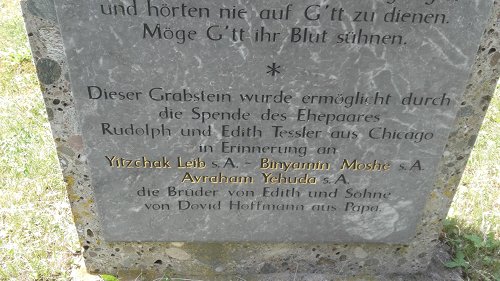 und hörten nie auf G'tt zu dienen.
Möge G'tt ihr Blut sühnen.
*
Dieser Grabstein wurde ermöglicht durch
die Spende des Ehepaares
Rudolph und Edith Tessler aus Chicago
in Erinnerung an
Yitzchak Leib s.A. - Binyamin Moshe s.A.
Avraham Yehuda s.A.
die Brüder von Edith und Söhne
von Dovid Hoffmann aus Papa.